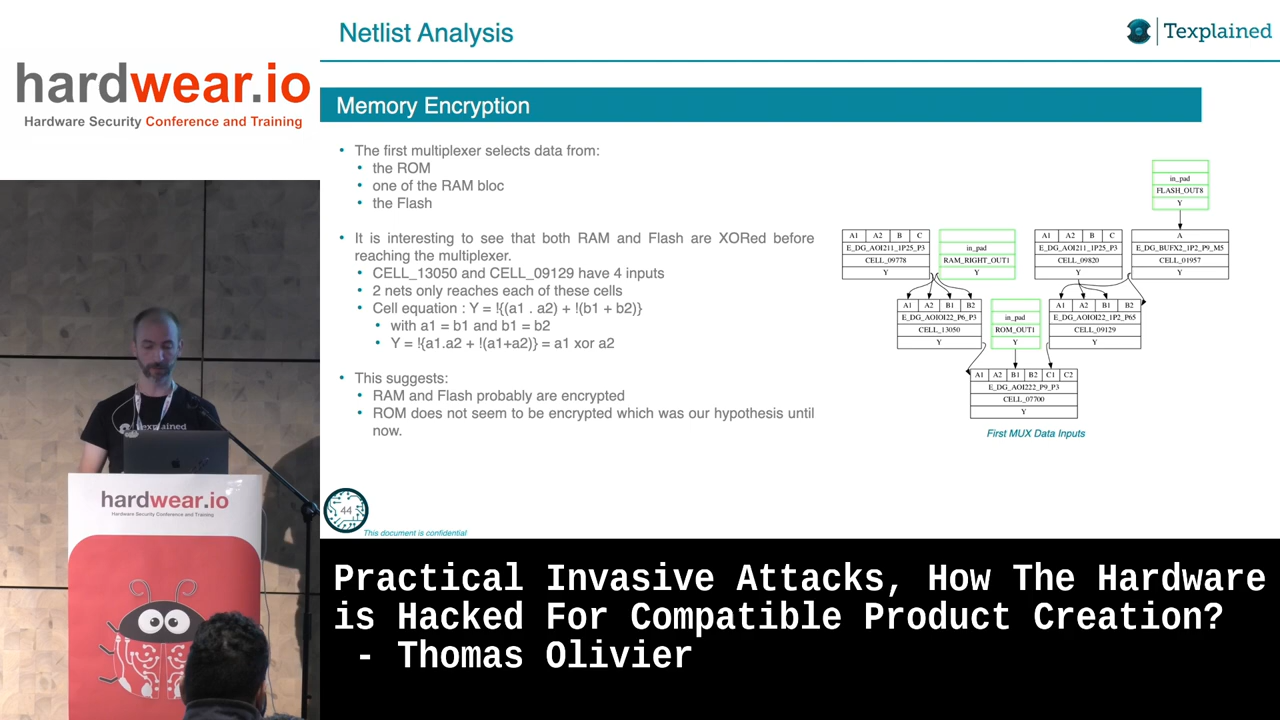 Netlist Analysis
Texplained
hardwear.io
Hardware Security Conference and Training
Memory Encryption
• The first multiplexer selects data from:
• the ROM
• one of the RAM bloc
• the Flash
• It is interesting to see that both RAM and Flash are XORed before
reaching the multiplexer.
• CELL_13050 and CELL_09129 have 4 inputs
• 2 nets only reaches each of these cells
• Cell equation : Y = !{(a1 . a2) + !(b1 + b2)}
• with a1 = b1 and b1 = b2
• Y = !{a1.a2 + !(a1+a2)} = a1 xor a2
• This suggests:
• RAM and Flash probably are encrypted
• ROM does not seem to be encrypted which was our hypothesis until
now.
in_pad
FLASH_OUT8
Y
A1 A2 B C
E_DG_AOI211_1P25_P3
CELL_09778
Y
in_pad
RAM_RIGHT_OUT1
Y
A1 A2 B C
E_DG_AOI211_1P25_P3
CELL_09820
Y
A
E_DG_BUFX2_1P2_P9_M5
CELL_01957
Y
A1 A2 B1 B2
E_DG_AOIOI22_P6_P3
CELL_13050
Y
in_pad
ROM_OUT1
Y
A1 A2 B1 B2
E_DG_AOIOI22_1P2_P65
CELL_09129
Y
A1 A2 B1 B2 C1 C2
E_DG_AOI222_P9_P3
CELL_07700
Y
First MUX Data Inputs
44
This document is confidential
Texplained
hardwear.io
Hardware Security Conference and Training
Practical Invasive Attacks, How The Hardware
is Hacked For Compatible Product Creation?
- Thomas Olivier